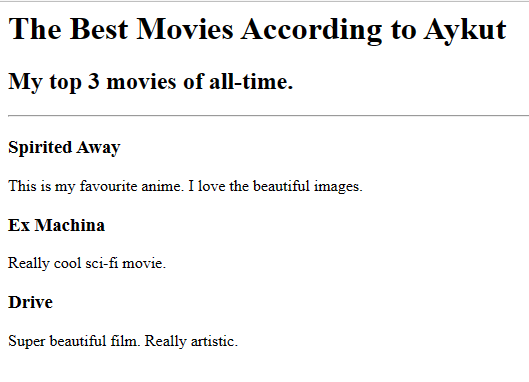 The Best Movies According to Aykut
My top 3 movies of all-time.
Spirited Away
This is my favourite anime. I love the beautiful images.
Ex Machina
Really cool sci-fi movie.
Drive
Super beautiful film. Really artistic.